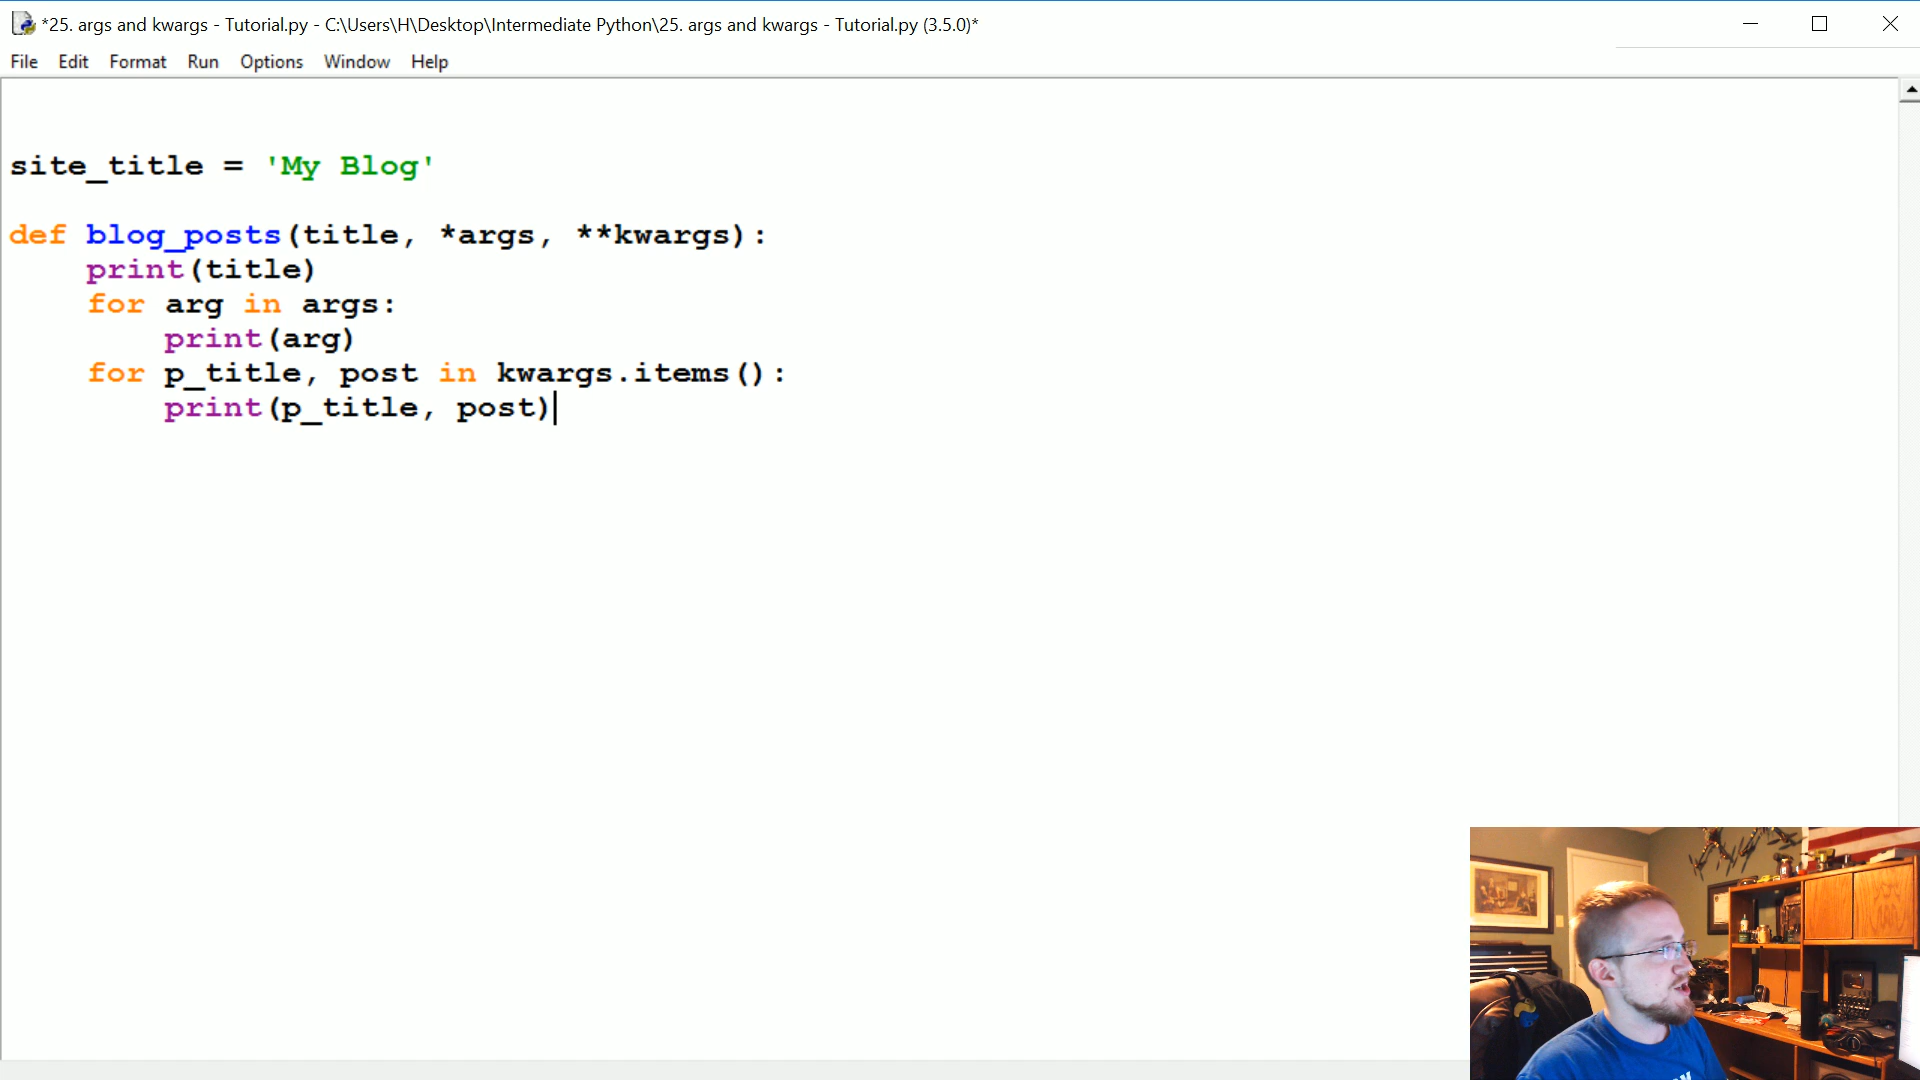 *25. args and kwargs - Tutorial.py - C:\Users\H\Desktop\Intermediate Python\25. args and kwargs - Tutorial.py (3.5.0)*
File Edit Format Run Options Window Help
site_title = 'My Blog'
def blog_posts(title, *args, **kwargs):
    print(title)
    for arg in args:
        print(arg)
    for p_title, post in kwargs.items():
        print(p_title, post)